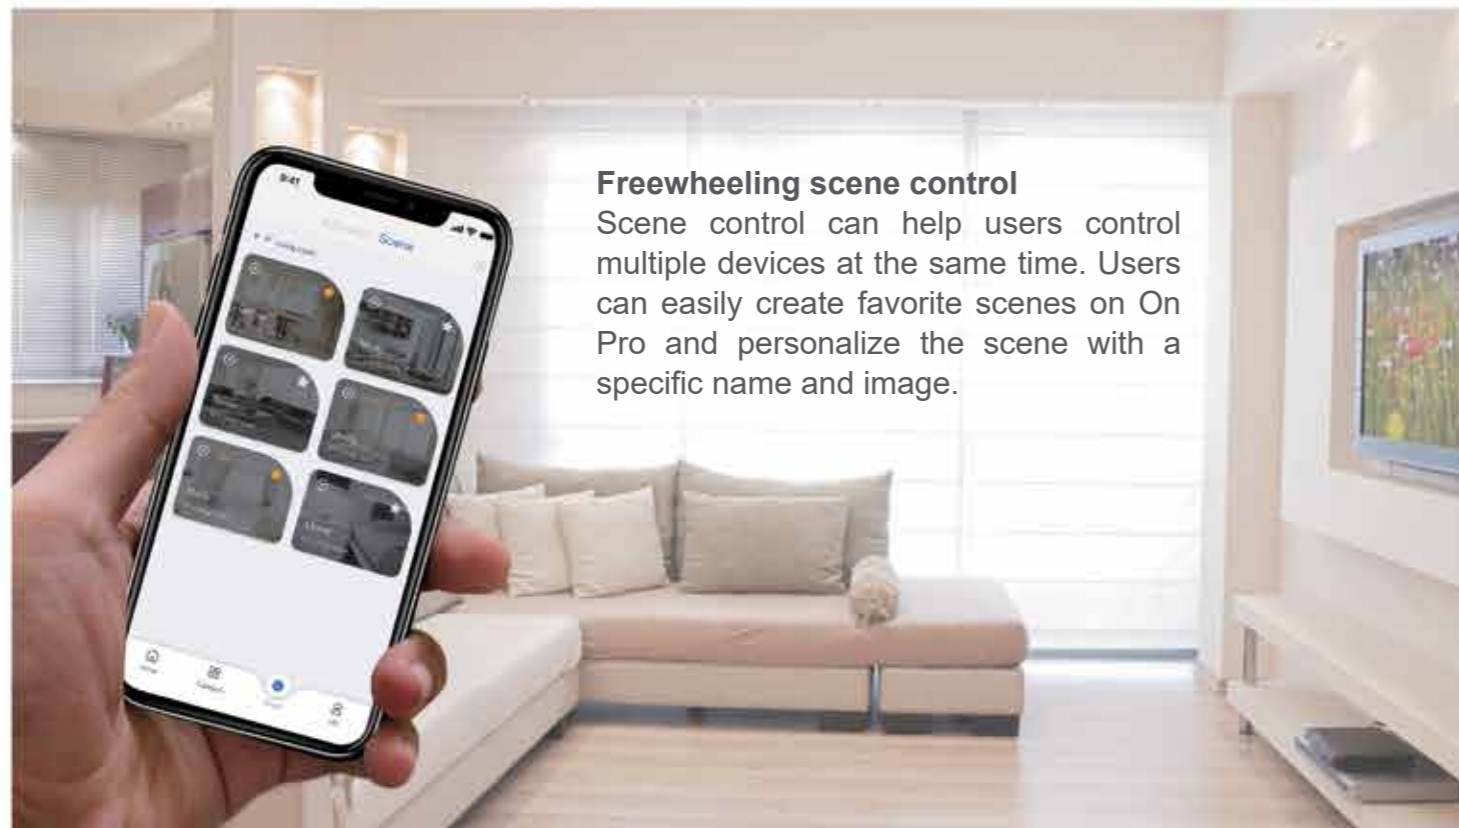 9:41
Scene
Freewheeling scene control
Scene control can help users control
multiple devices at the same time. Users
can easily create favorite scenes on On
Pro and personalize the scene with a
specific name and image.